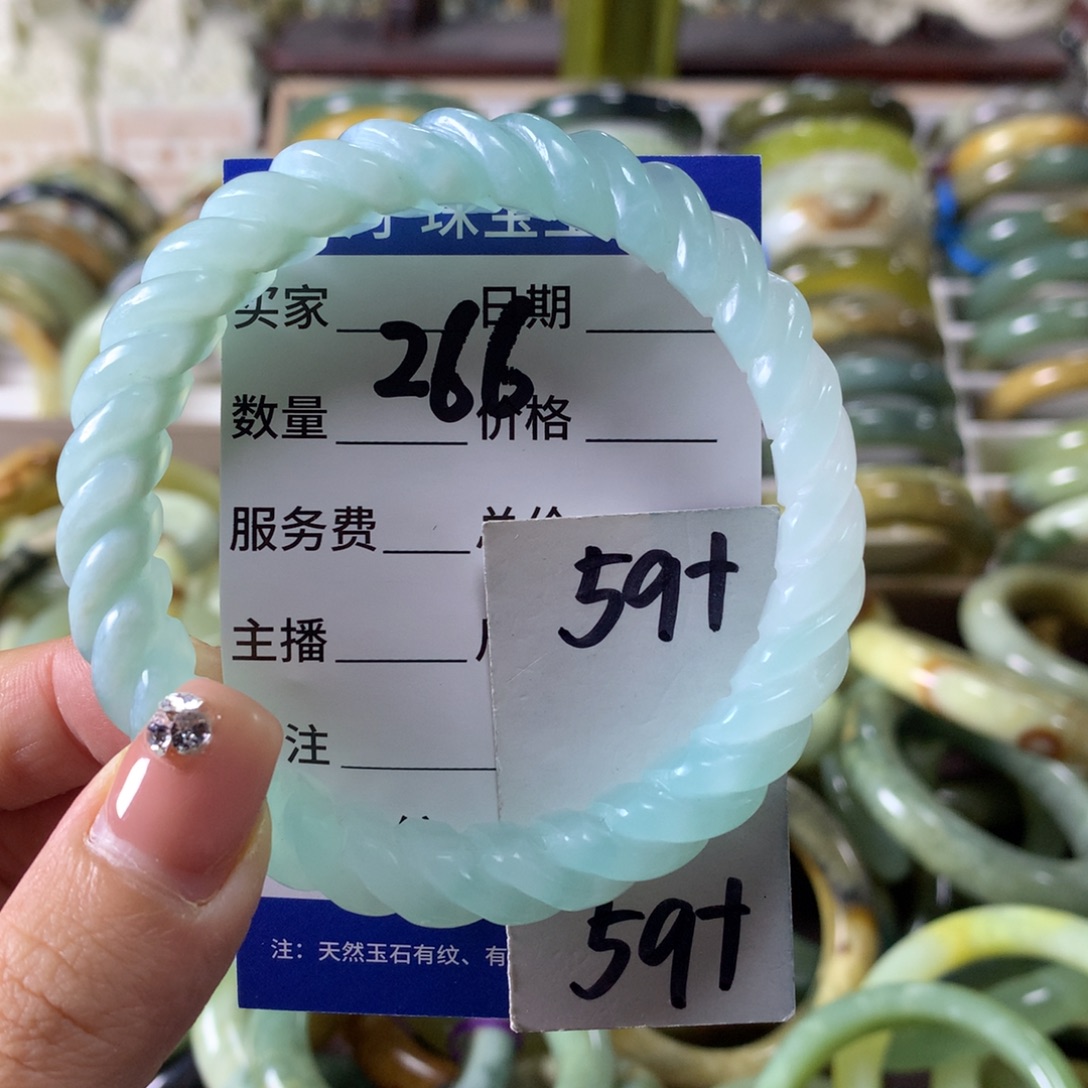 珠宝
买家 日期
266
数量 价格
服务费
主播
59+
注
59+
注：天然玉石有纹、有